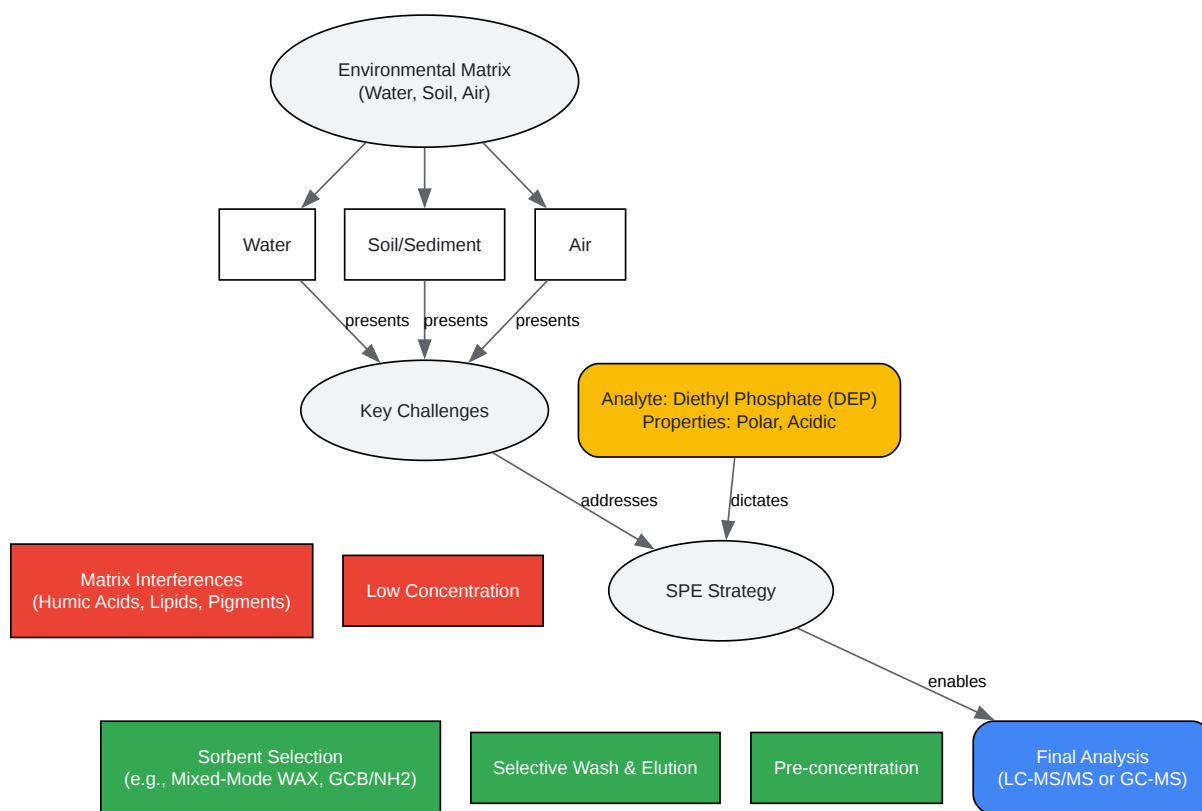 Environmental Matrix
(Water, Soil, Air)
Water
Soil/Sediment
Air
presents
presents
presents
Key Challenges
Analyte: Diethyl Phosphate (DEP)
Properties: Polar, Acidic
addresses
dictates
Matrix Interferences
(Humic Acids, Lipids, Pigments)
Low Concentration
SPE Strategy
enables
Sorbent Selection
(e.g., Mixed-Mode WAX, GCB/NH2)
Selective Wash & Elution
Pre-concentration
Final Analysis
(LC-MS/MS or GC-MS)